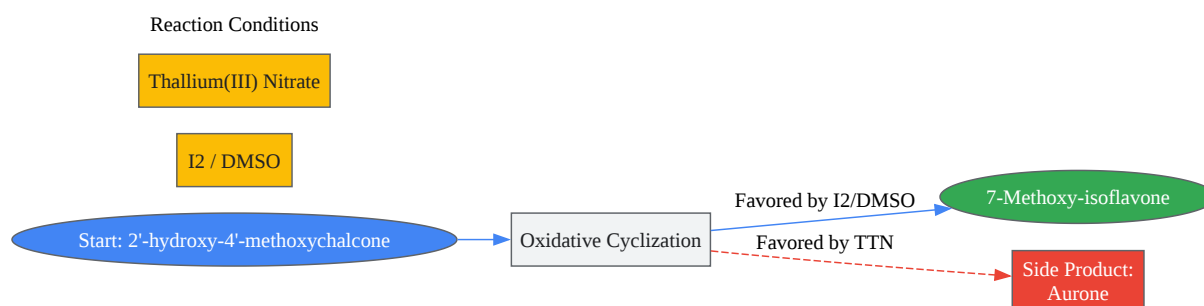 Reaction Conditions
Thallium(III) Nitrate
I2 / DMSO
Start: 2'-hydroxy-4'-methoxychalcone
Oxidative Cyclization
Favored by I2/DMSO
7-Methoxy-isoflavone
Favored by TTN
Side Product:
Aurone